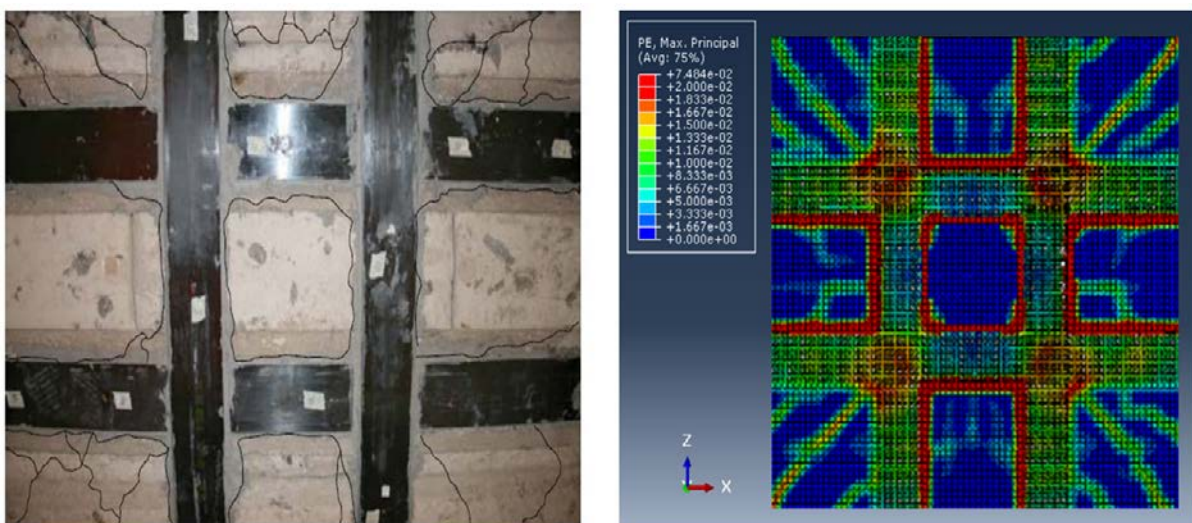 PE, Max. Principal
(Avg: 75%)
+7.484e-02
+2.000e-02
+1.833e-02
+1.667e-02
+1.500e-02
+1.333e-02
+1.167e-02
+1.000e-02
+8.333e-03
+6.667e-03
+5.000e-03
+3.333e-03
+1.667e-03
+0.000e+00
Z
Y
X